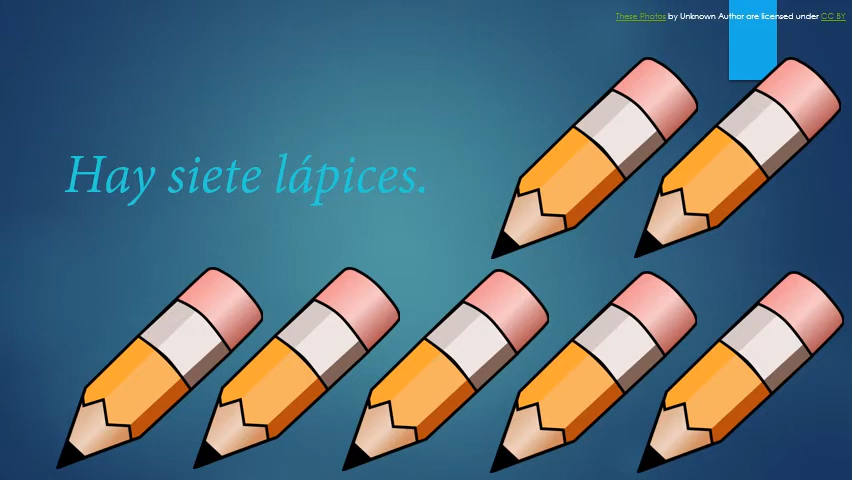 These Photos by Unknown Author are licensed under CC BY
Hay siete lápices.